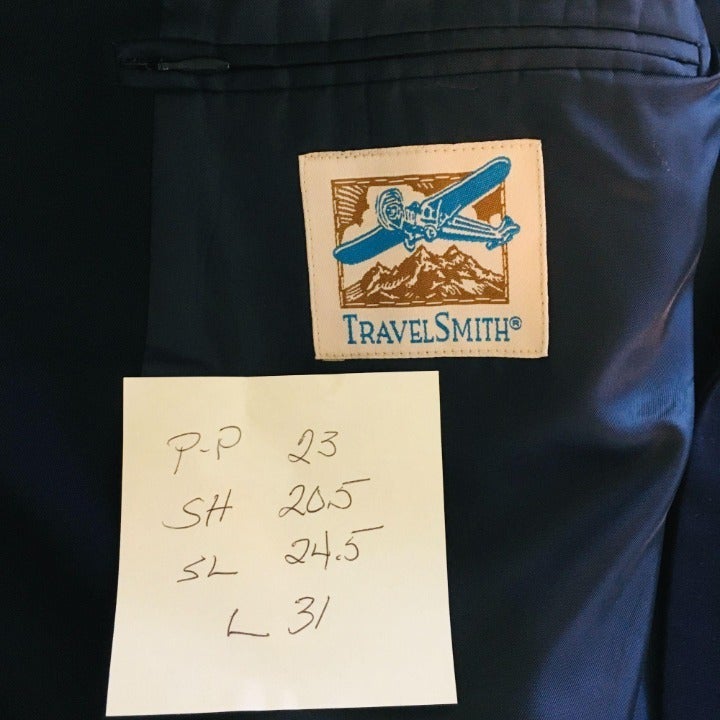 TRAVELSMITH®
P-P 23
SH 20.5
SL 24.5
L 31